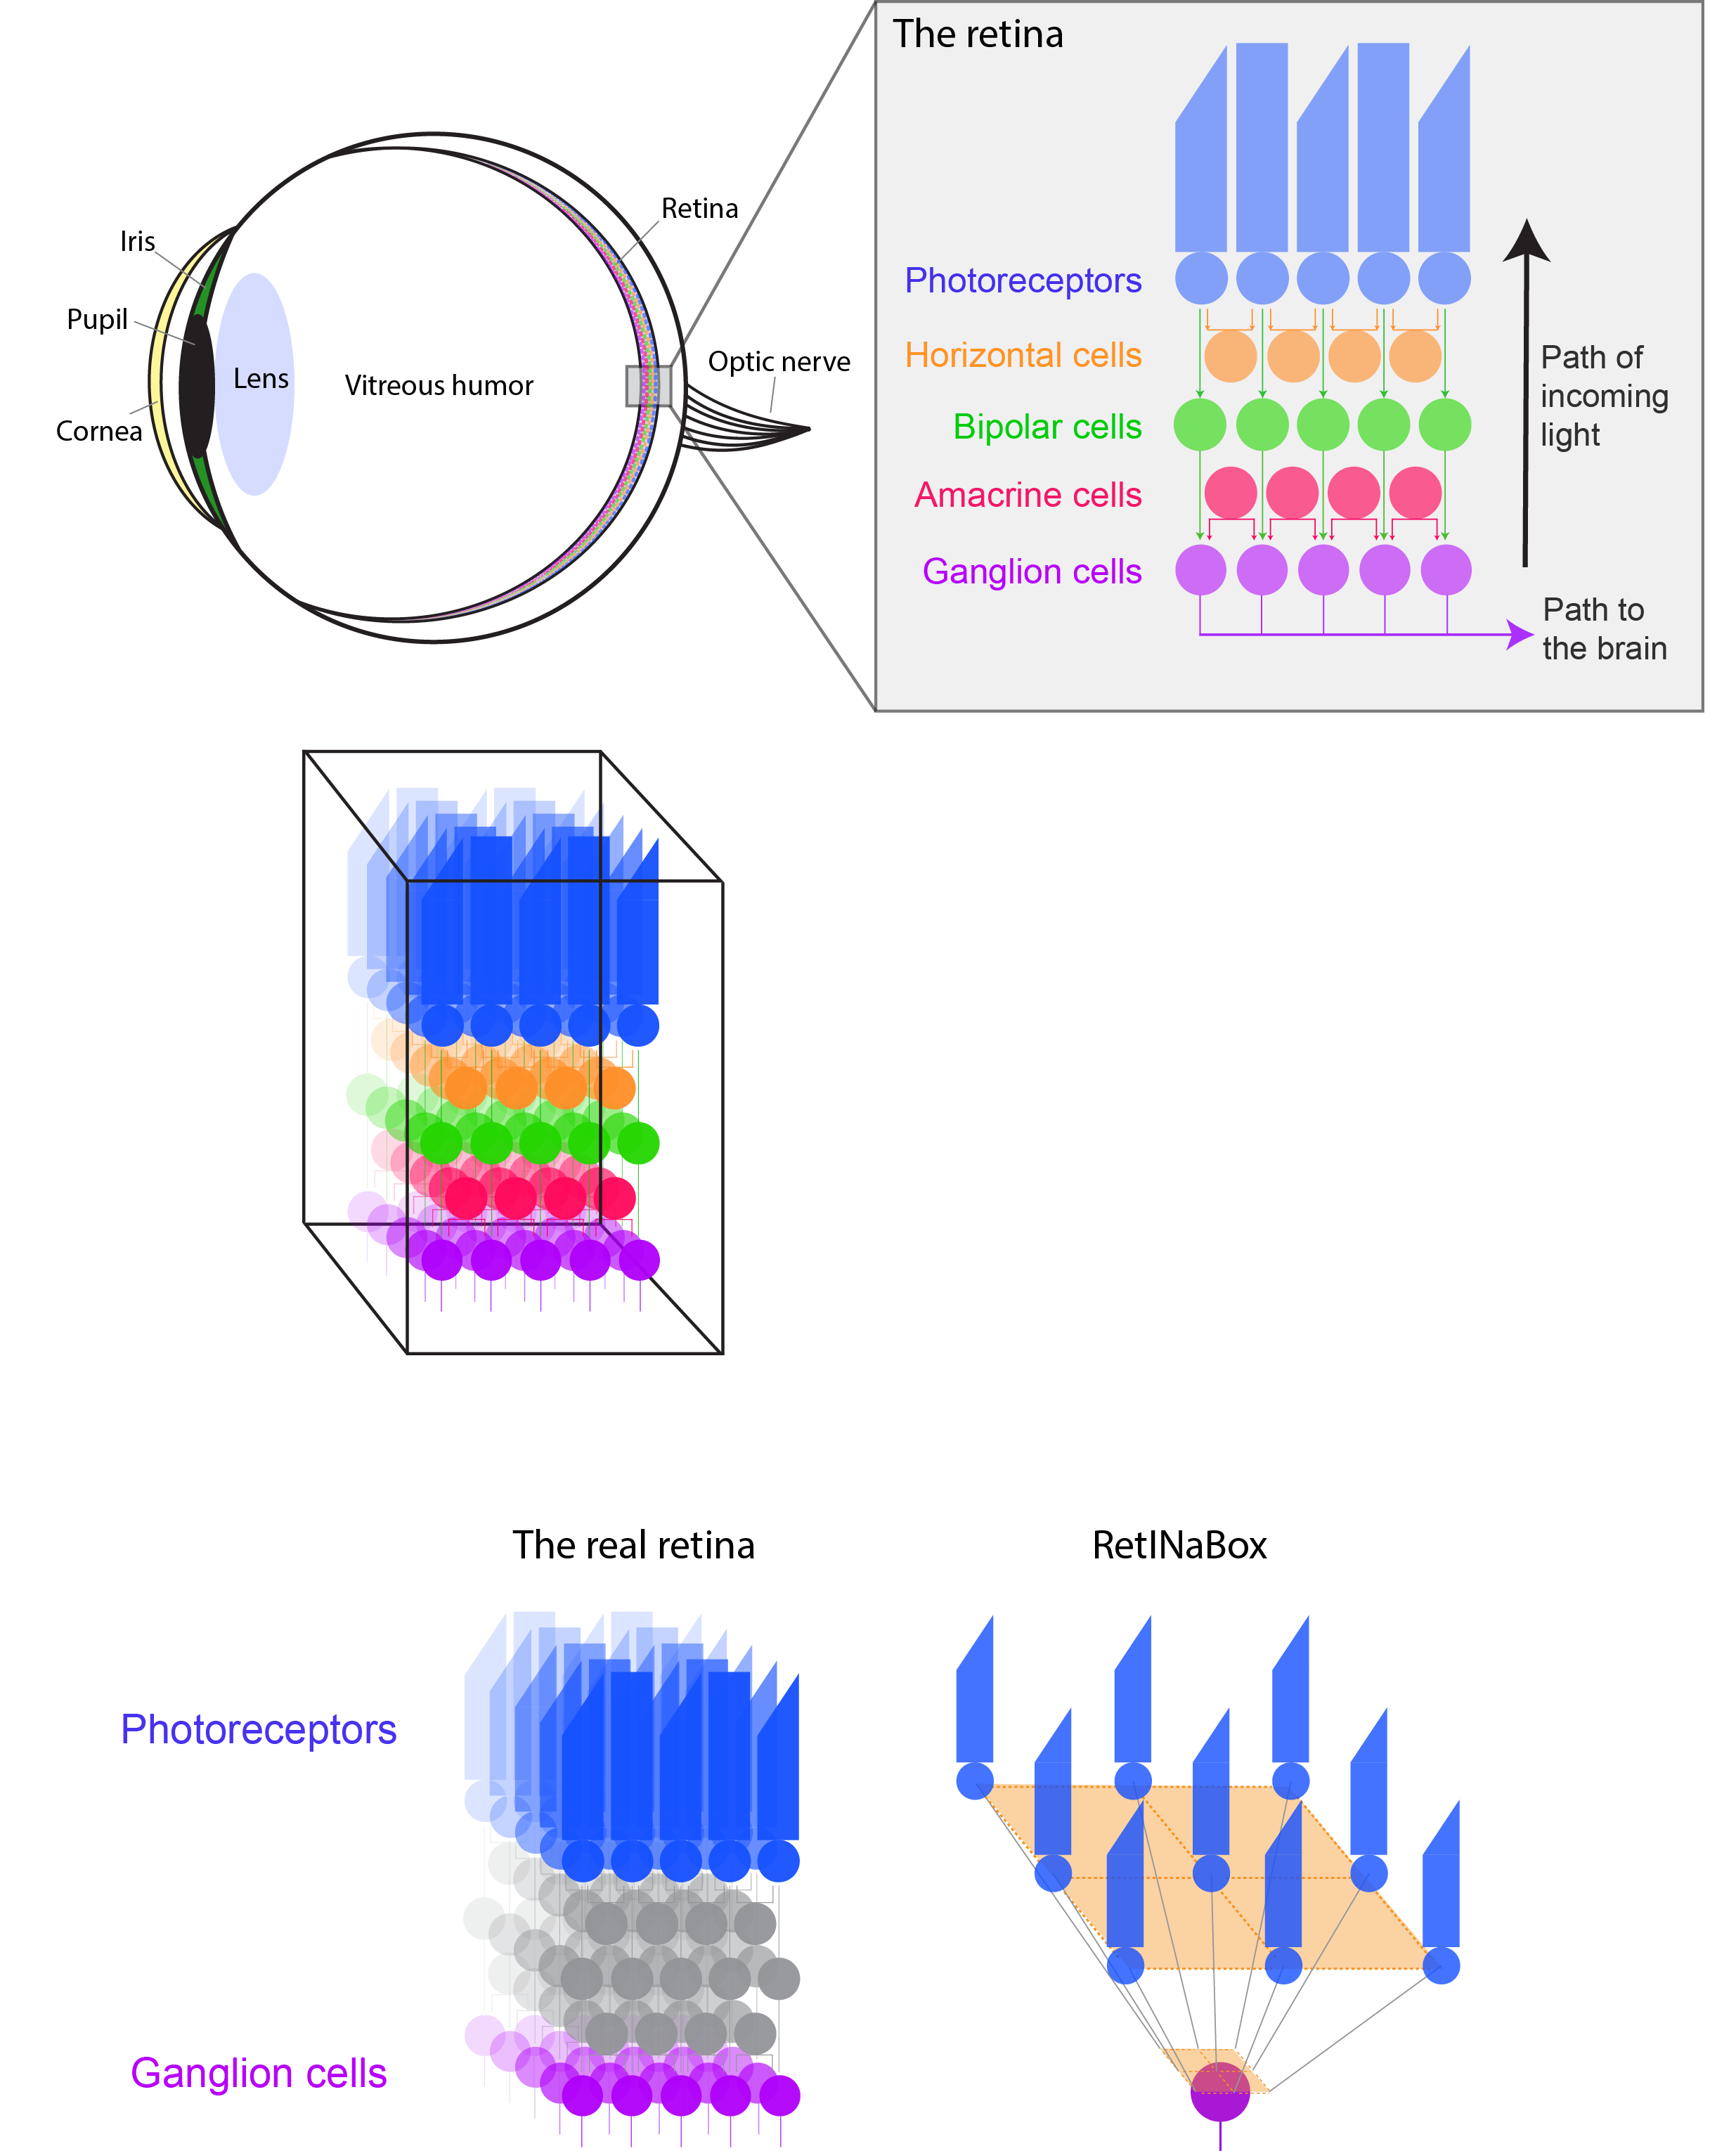 The retina
Retina
Iris
Pupil
Lens
Vitreous humor
Optic nerve
Cornea
Photoreceptors
Horizontal cells
Bipolar cells
Amacrine cells
Ganglion cells
Path of
incoming
light
Path to
the brain
The real retina
RetINaBox
Photoreceptors
Ganglion cells